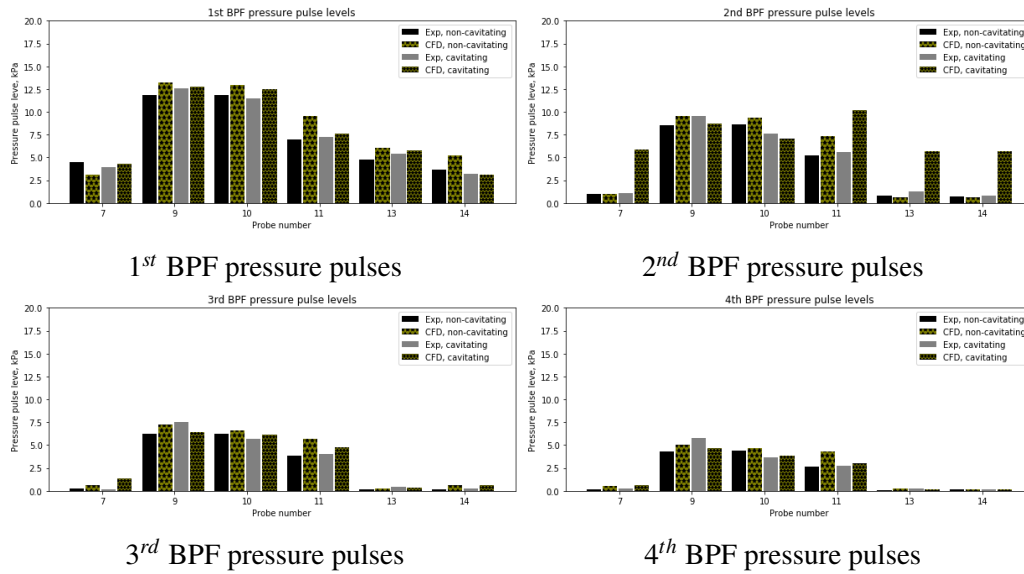 1st BPF pressure pulse levels
20.0
17.5
15.0
12.5
10.0
7.5
5.0
2.5
0.0
Pressure pulse leve, kPa
Exp, non-cavitating
CFD, non-cavitating
Exp, cavitating
CFD, cavitating
7 9 10 11 13 14
Probe number
1st BPF pressure pulses
2nd BPF pressure pulse levels
20.0
17.5
15.0
12.5
10.0
7.5
5.0
2.5
0.0
Pressure pulse leve, kPa
Exp, non-cavitating
CFD, non-cavitating
Exp, cavitating
CFD, cavitating
7 9 10 11 13 14
Probe number
2nd BPF pressure pulses
3rd BPF pressure pulse levels
20.0
17.5
15.0
12.5
10.0
7.5
5.0
2.5
0.0
Pressure pulse leve, kPa
Exp, non-cavitating
CFD, non-cavitating
Exp, cavitating
CFD, cavitating
7 9 10 11 13 14
Probe number
3rd BPF pressure pulses
4th BPF pressure pulse levels
20.0
17.5
15.0
12.5
10.0
7.5
5.0
2.5
0.0
Pressure pulse leve, kPa
Exp, non-cavitating
CFD, non-cavitating
Exp, cavitating
CFD, cavitating
7 9 10 11 13 14
Probe number
4th BPF pressure pulses